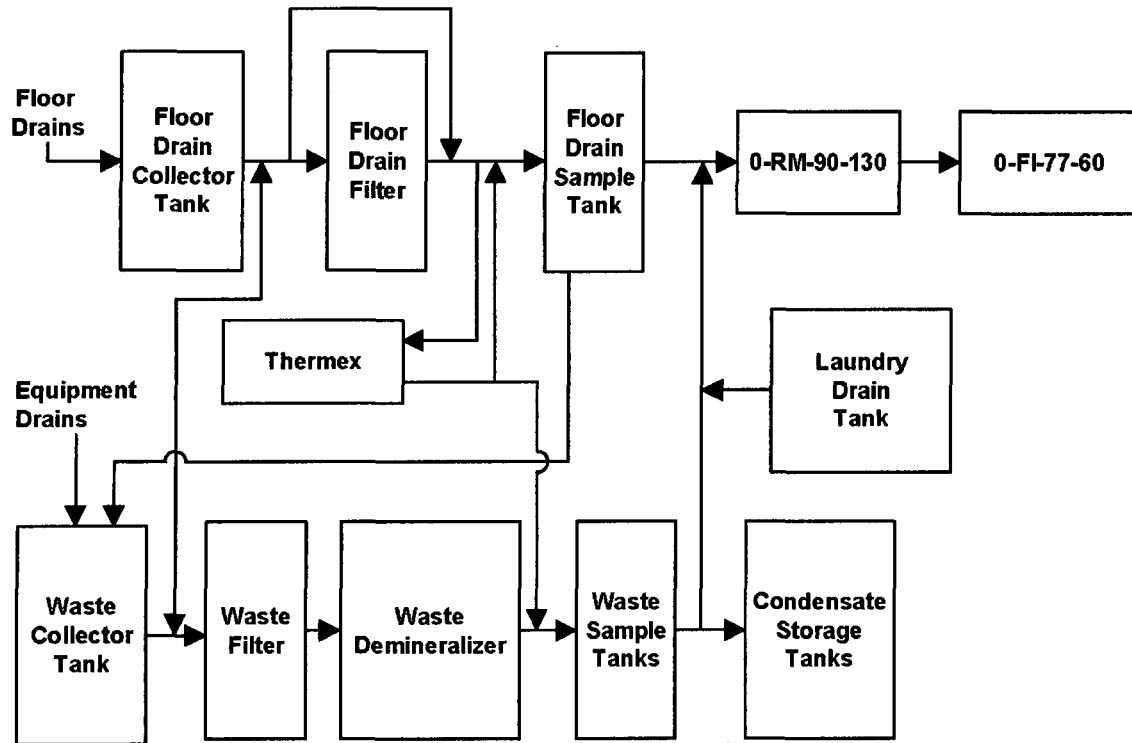 Floor
Drains
Floor
Drain
Collector
Tank
Floor
Drain
Filter
Floor
Drain
Sample
Tank
0-RM-90-130
0-FI-77-60
Thermex
Laundry
Drain
Tank
Equipment
Drains
Waste
Collector
Tank
Waste
Filter
Waste
Demineralizer
Waste
Sample
Tanks
Condensate
Storage
Tanks